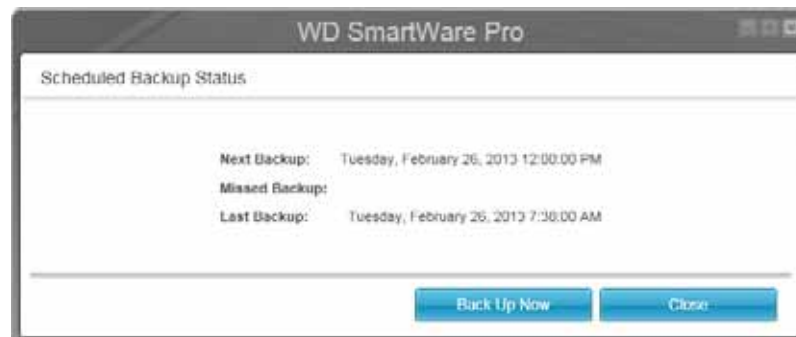 WD SmartWare Pro
Scheduled Backup Status
Next Backup: Tuesday, February 26, 2013 12:00:00 PM
Missed Backup:
Last Backup: Tuesday, February 26, 2013 7:38:00 AM
Back Up Now Close